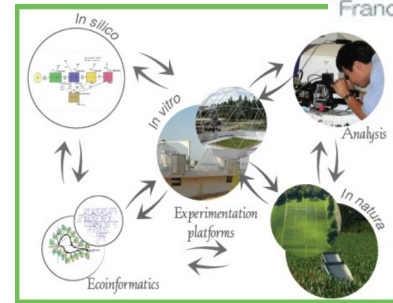 Franc
In silico
In vitro
Analysis
In natura
Experimentation
platforms
Ecoinformatics